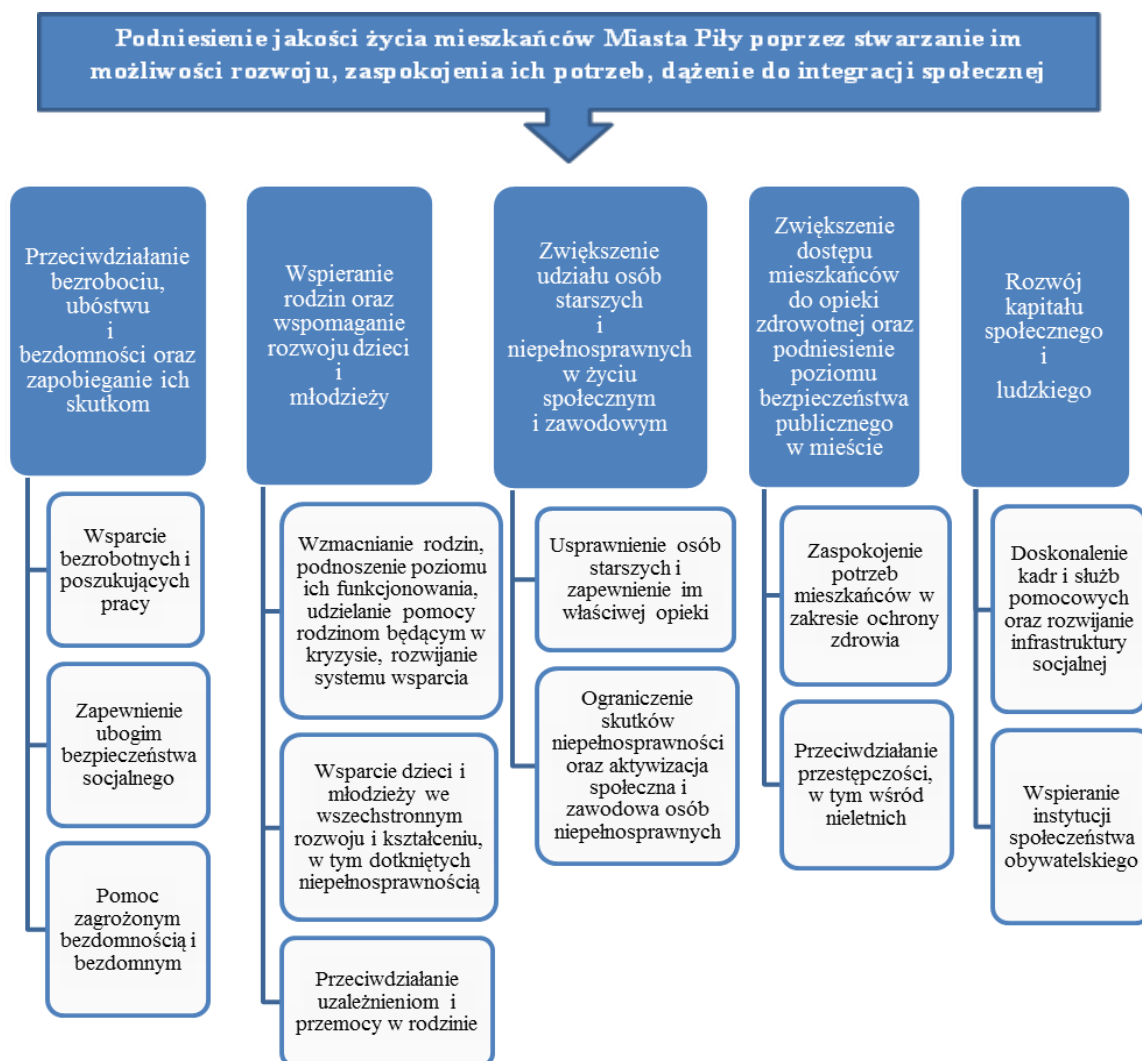 Podniesienie jakości życia mieszkańców Miasta Piły poprzez stwarzanie im
możliwości rozwoju, zaspokojenia ich potrzeb, dążenie do integracji społecznej
Przeciwdziałanie
bezrobociu,
ubóstwu
i
bezdomności oraz
zapobieganie ich
skutkom
Wsparcie
bezrobotnych i
poszukujących
pracy
Zapewnienie
ubogim
bezpieczeństwa
socjalnego
Pomoc
zagrożonym
bezdomnością i
bezdomnym
Wspieranie
rodzin oraz
wspomaganie
rozwoju dzieci
i
młodzieży
Wzmacnianie rodzin,
podnoszenie poziomu
ich funkcjonowania,
udzielanie pomocy
rodzinom będącym w
kryzysie, rozwijanie
systemu wsparcia
Wsparcie dzieci i
młodzieży we
wszechstronnym
rozwoju i kształceniu,
w tym dotkniętych
niepełnosprawnością
Przeciwdziałanie
uzależnieniom i
przemocy w rodzinie
Zwiększenie
udziału osób
starszych
i
niepełnosprawnych
w życiu
społecznym
i zawodowym
Usprawnienie osób
starszych i
zapewnienie im
właściwej opieki
Ograniczenie
skutków
niepełnosprawności
oraz aktywizacja
społeczna i
zawodowa osób
niepełnosprawnych
Zwiększenie
dostępu
mieszkańców
do opieki
zdrowotnej oraz
podniesienie
poziomu
bezpieczeństwa
publicznego
w mieście
Zaspokojenie
potrzeb
mieszkańców w
zakresie ochrony
zdrowia
Przeciwdziałanie
przestępczości,
w tym wśród
nieletnich
Rozwój
kapitału
społecznego
i
ludzkiego
Doskonalenie
kadr i służb
pomocowych
oraz rozwijanie
infrastruktury
socjalnej
Wspieranie
instytucji
społeczeństwa
obywatelskiego